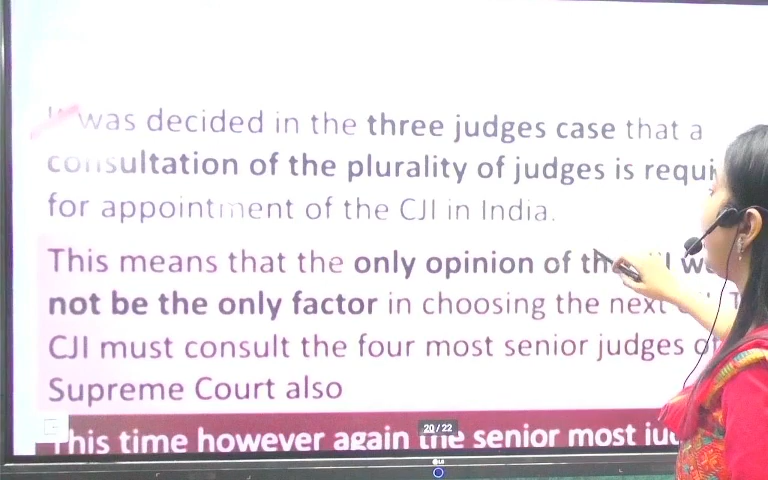 was decided in the three judges case that a
consultation of the plurality of judges is
for appointment of the CJI in India.
This means that the only opinion of
not be the only factor in choosing the next
CJI must consult the four most senior judges
Supreme Court also
20 / 22
This time however again the senior most
LG